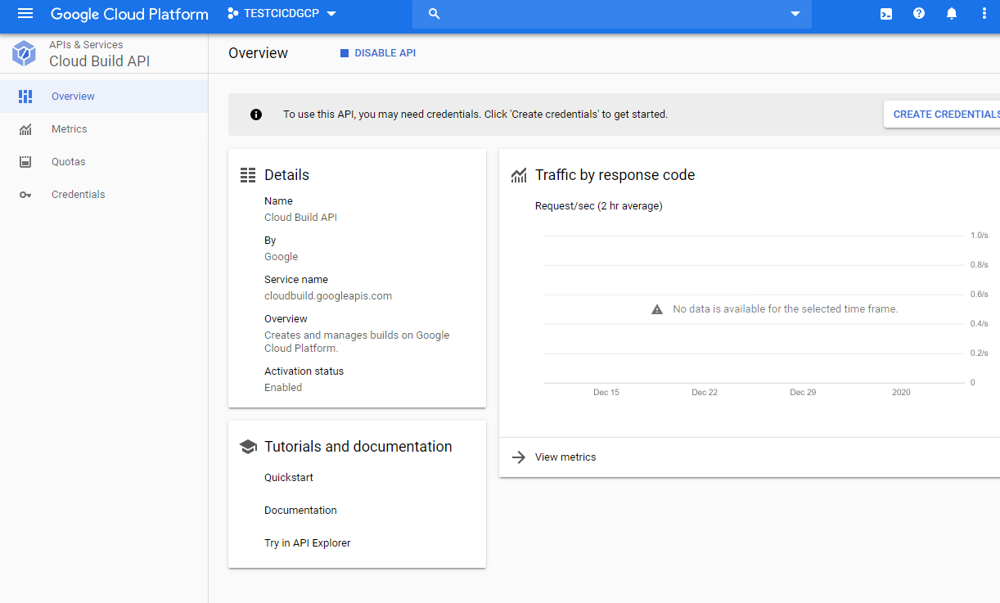 Google Cloud Platform
TESTCICDGCP
APIs & Services
Cloud Build API
Overview
DISABLE API
Overview
Metrics
Quotas
Credentials
To use this API, you may need credentials. Click 'Create credentials' to get started.
CREATE CREDENTIALS
Details
Name
Cloud Build API
By
Google
Service name
cloudbuild.googleapis.com
Overview
Creates and manages builds on Google
Cloud Platform.
Activation status
Enabled
Tutorials and documentation
Quickstart
Documentation
Try in API Explorer
Traffic by response code
Request/sec (2 hr average)
1.0/s
0.8/s
0.6/s
No data is available for the selected time frame.
0.4/s
0.2/s
0
Dec 15 Dec 22 Dec 29 2020
View metrics